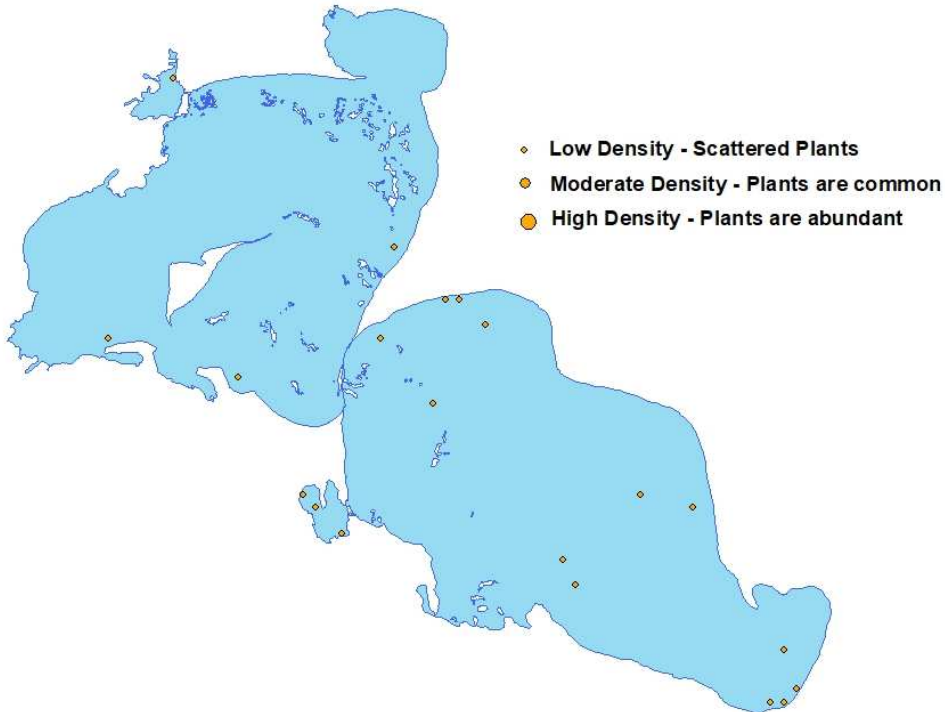 Low Density - Scattered Plants
Moderate Density - Plants are common
High Density - Plants are abundant